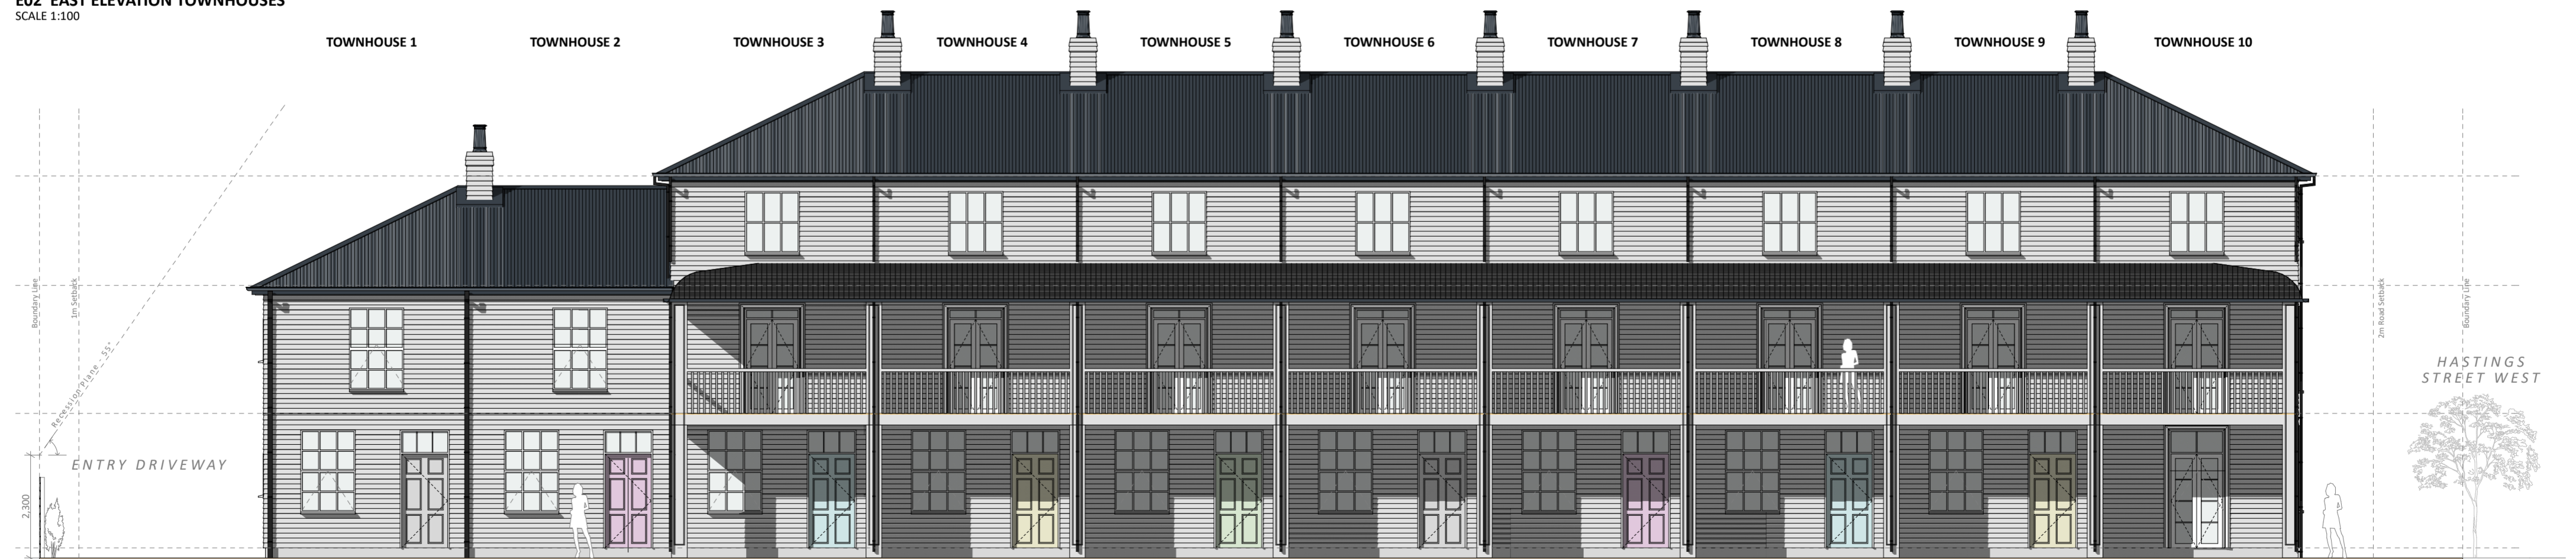 E02 EAST ELEVATION TOWNHOUSES
SCALE 1:100
TOWNHOUSE 1
TOWNHOUSE 2
TOWNHOUSE 3
TOWNHOUSE 4
TOWNHOUSE 5
TOWNHOUSE 6
TOWNHOUSE 7
TOWNHOUSE 8
TOWNHOUSE 9
TOWNHOUSE 10
Boundary Line
1m Setback
Recession Plane 55°
ENTRY DRIVEWAY
2,300
2m Road Setback
Boundary Line
HASTINGS
STREET WEST